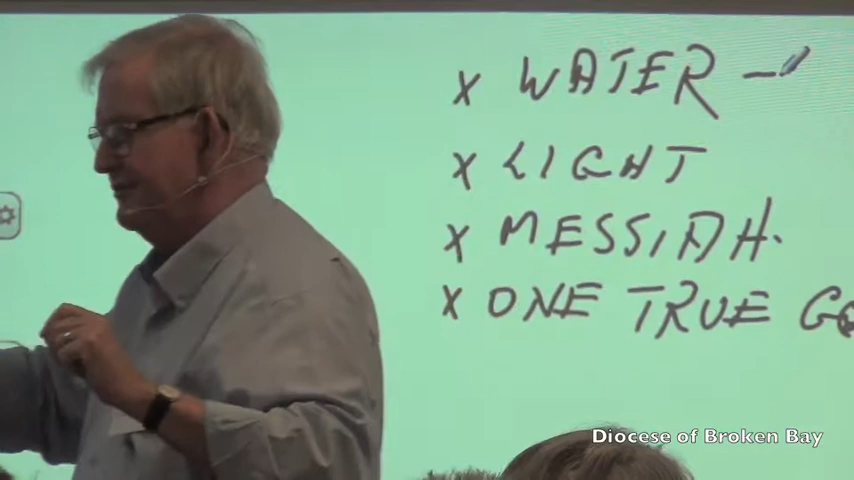 x WATER -
x LIGHT
x MESSIAH.
x ONE TRUE
Diocese of Broken Bay